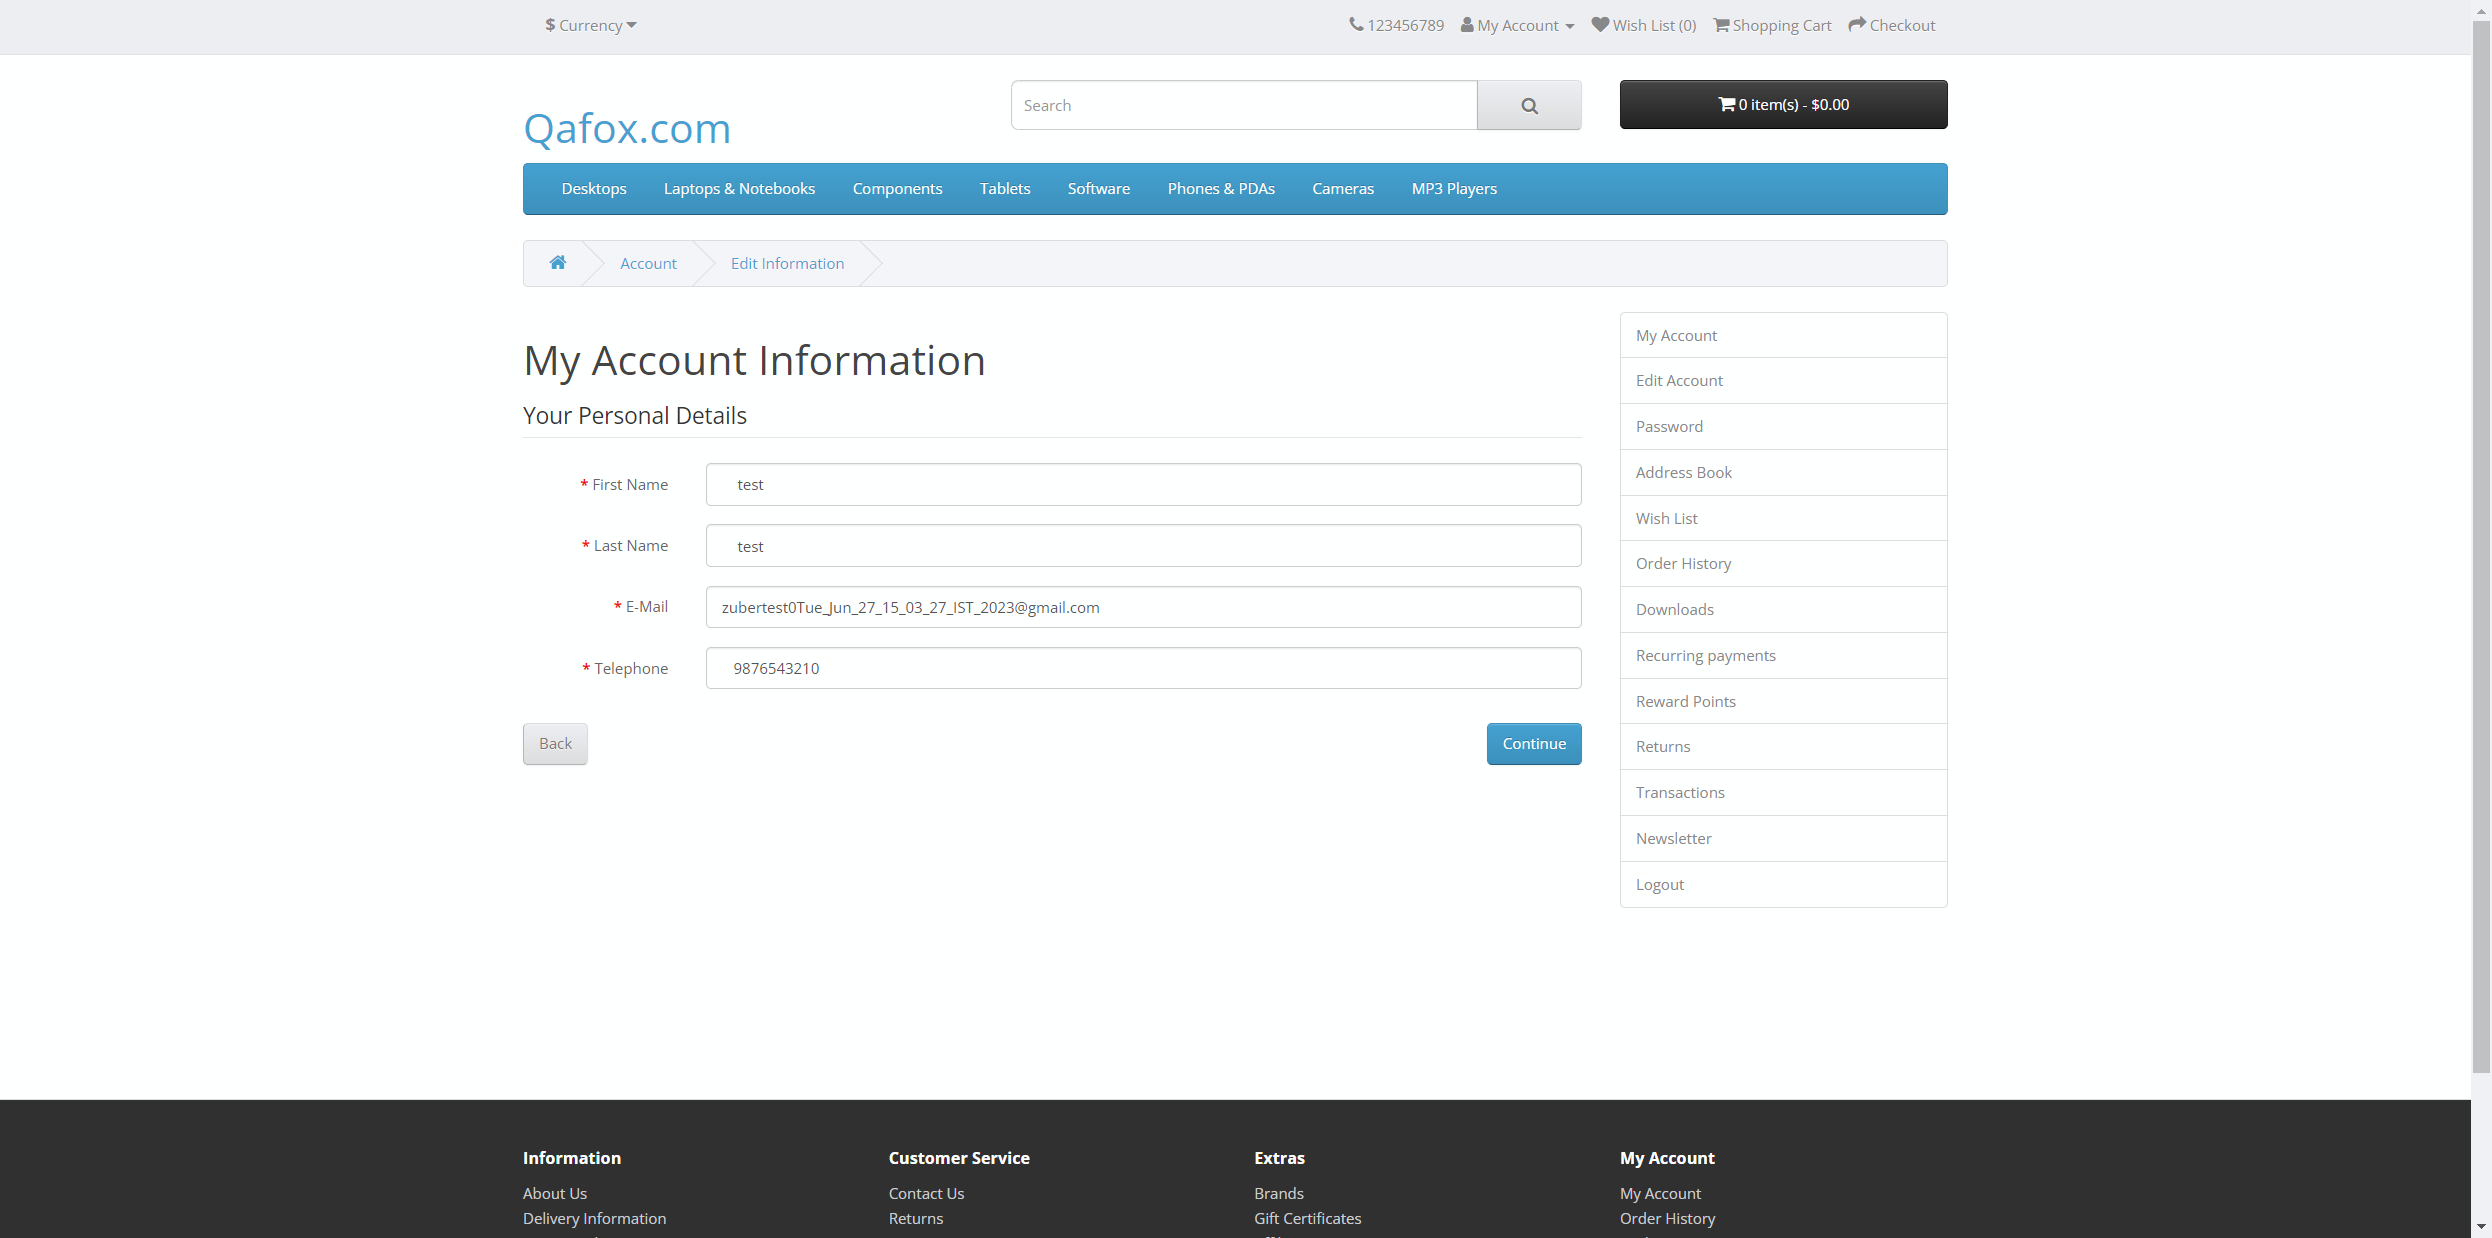 $ Currency
123456789 My Account Wish List (0) Shopping Cart Checkout
Qafox.com
Search
0 item(s) - $0.00
Desktops Laptops & Notebooks Components Tablets Software Phones & PDAs Cameras MP3 Players
Account Edit Information
My Account Information
Your Personal Details
* First Name test
* Last Name test
* E-Mail zubertest0Tue_Jun_27_15_03_27_IST_2023@gmail.com
* Telephone 9876543210
Back Continue
My Account
Edit Account
Password
Address Book
Wish List
Order History
Downloads
Recurring payments
Reward Points
Returns
Transactions
Newsletter
Logout
Information
About Us
Delivery Information
Customer Service
Contact Us
Returns
Extras
Brands
Gift Certificates
My Account
My Account
Order History